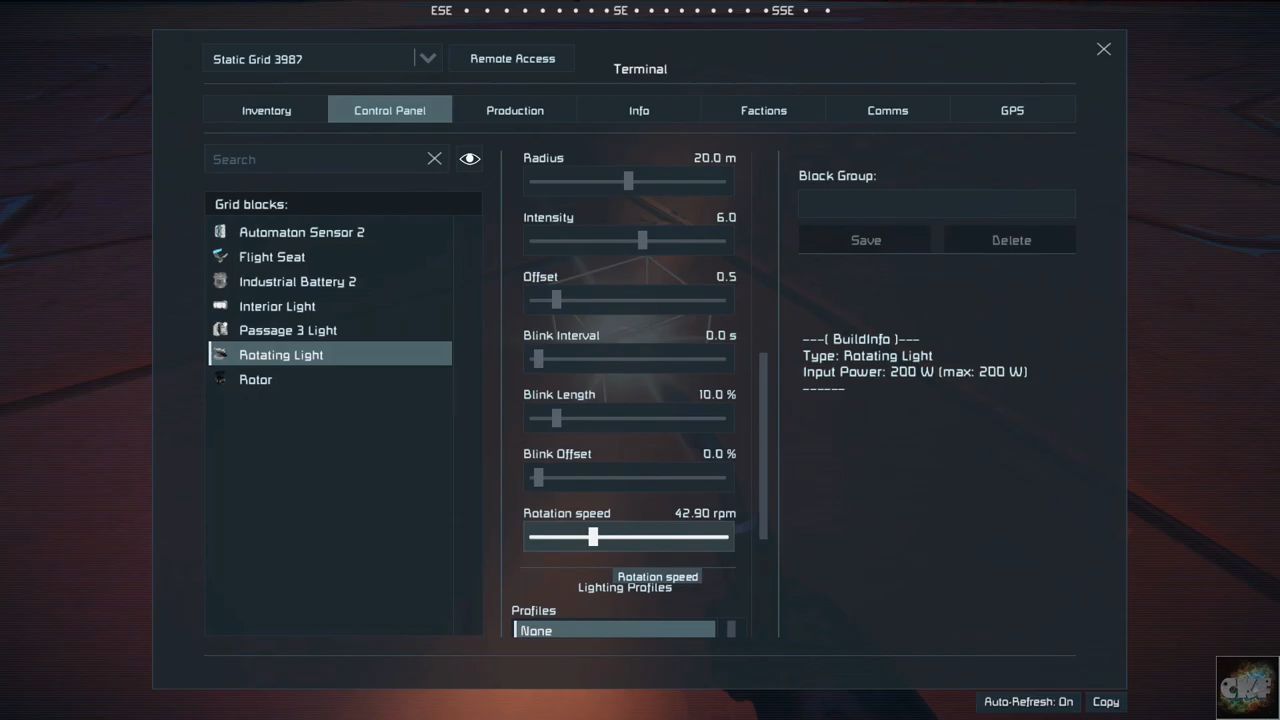 ESE SE SSE
Static Grid 3987
Remote Access
Terminal
Inventory
Control Panel
Production
Info
Factions
Comms
GPS
Search
Grid blocks:
Automaton Sensor 2
Flight Seat
Industrial Battery 2
Interior Light
Passage 3 Light
Rotating Light
Rotor
Radius 20.0 m
Intensity 6.0
Offset 0.5
Blink Interval 0.0 s
Blink Length 10.0 %
Blink Offset 0.0 %
Rotation speed 42.90 rpm
Rotation speed
Lighting Profiles
Profiles
None
Block Group:
Save
Delete
---( BuildInfo )---
Type: Rotating Light
Input Power: 200 W (max: 200 W)
------
Auto-Refresh: On
Copy